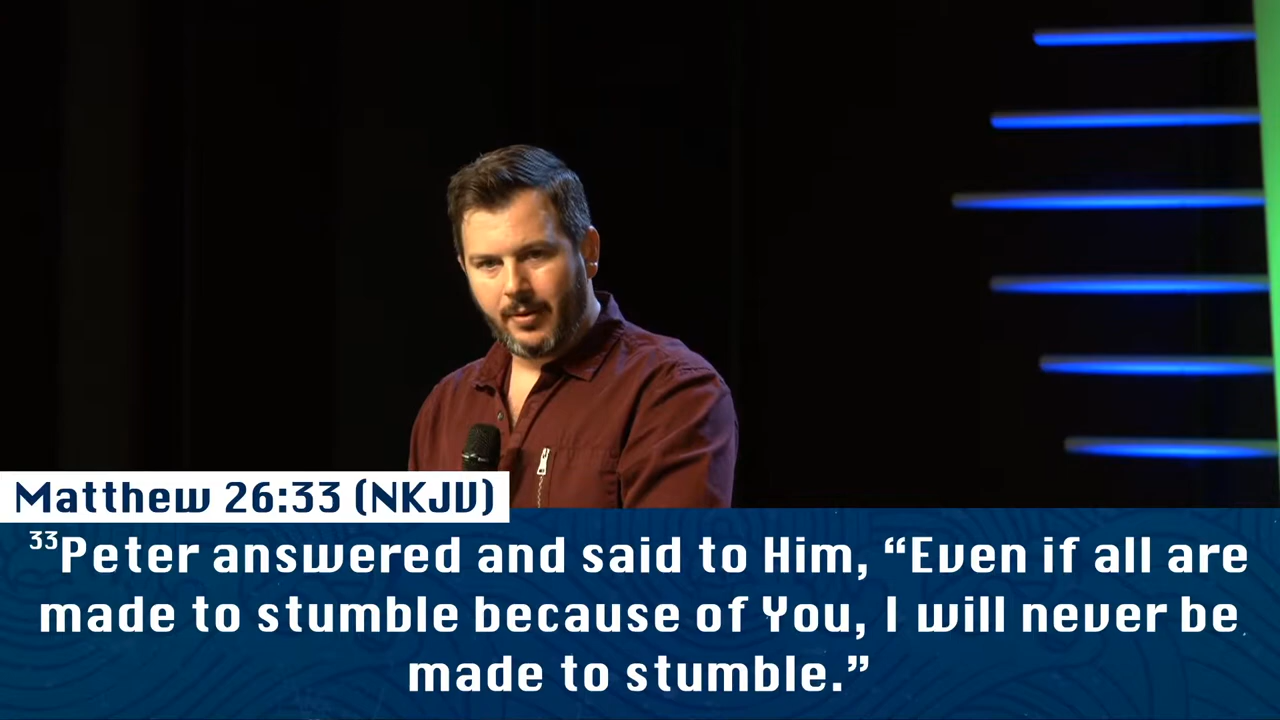 Matthew 26:33 (NKJV)
³³Peter answered and said to Him, “Even if all are
made to stumble because of You, I will never be
made to stumble.”